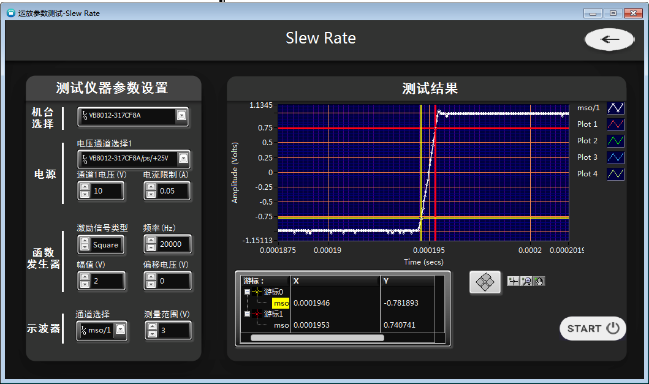 运放参数测试-Slew Rate
Slew Rate
测试仪器参数设置
机台选择
VB8012-317CF8A
电源
电压通道选择1
VB8012-317CF8A/ps/+25V
通道1电压(V)
电流限制(A)
10
0.05
函数发生器
激励信号类型
频率(Hz)
Square
20000
幅值(V)
偏移电压(V)
2
0
示波器
通道选择
测量范围(V)
mso/1
3
测试结果
Amplitude (Volts)
1.1345
0.75
0.5
0.25
0
-0.25
-0.5
-0.75
-1.15113
0.0001875
0.00019
0.000195
0.0002
0.0002019
Time (secs)
mso/1
Plot 1
Plot 2
Plot 3
Plot 4
游标：
X
Y
游标0
mso
0.0001946
-0.781893
游标1
mso
0.0001953
0.740741
START